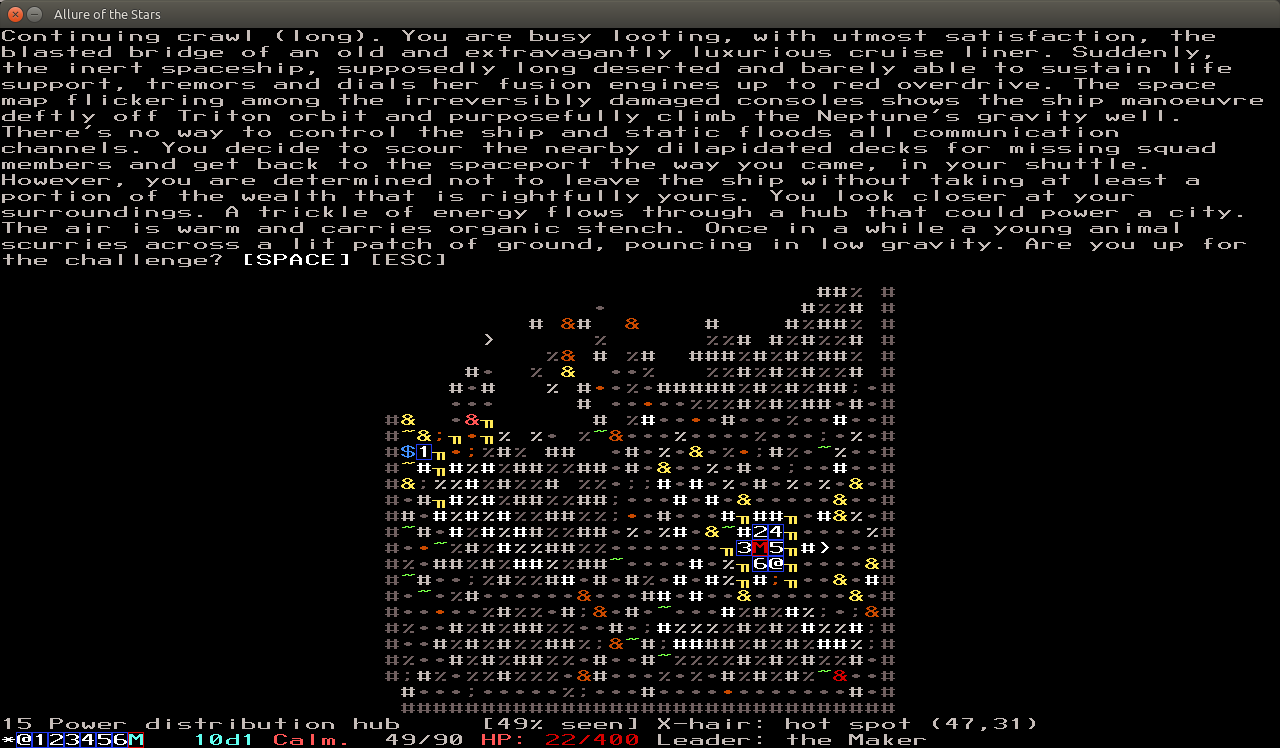 Allure of the Stars
Continuing crawl (long). You are busy looting, with utmost satisfaction, the
blasted bridge of an old and extravagantly luxurious cruise liner. Suddenly,
the inert spaceship, supposedly long deserted and barely able to sustain life
support, tremors and dials her fusion engines up to red overdrive. The space
map flickering among the irreversibly damaged consoles shows the ship manoeuvre
deftly off Triton orbit and purposefully climb the Neptune's gravity well.
There's no way to control the ship and static floods all communication
channels. You decide to scour the nearby dilapidated decks for missing squad
members and get back to the spaceport the way you came, in your shuttle.
However, you are determined not to leave the ship without taking at least a
portion of the wealth that is rightfully yours. You look closer at your
surroundings. A trickle of energy flows through a hub that could power a city.
The air is warm and carries organic stench. Once in a while a young animal
scurries across a lit patch of ground, pouncing in low gravity. Are you up for
the challenge? [SPACE] [ESC]
$1
24
3M5
6@
15 Power distribution hub [49% seen] X-hair: hot spot (47,31)
*@123456M 10d1 Calm. 49/90 HP: 22/400 Leader: the Maker